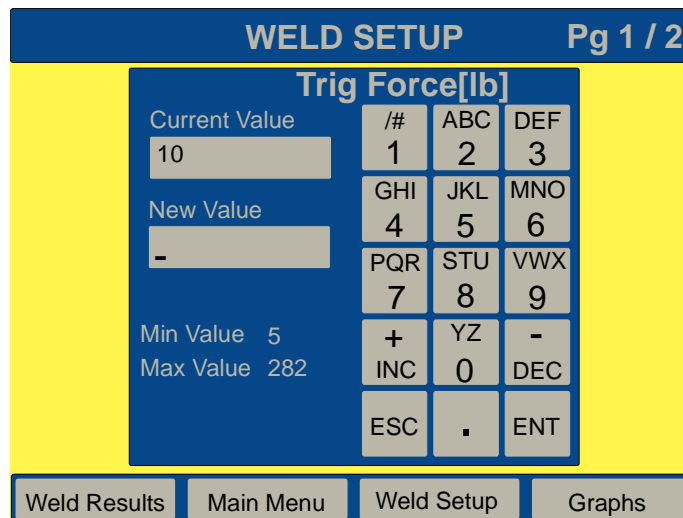 WELD SETUP Pg 1 / 2
Trig Force[lb]
Current Value
10
New Value
-
Min Value 5
Max Value 282
/# ABC DEF
1 2 3
GHI JKL MNO
4 5 6
PQR STU VWX
7 8 9
+ YZ -
INC 0 DEC
ESC . ENT
Weld Results Main Menu Weld Setup Graphs